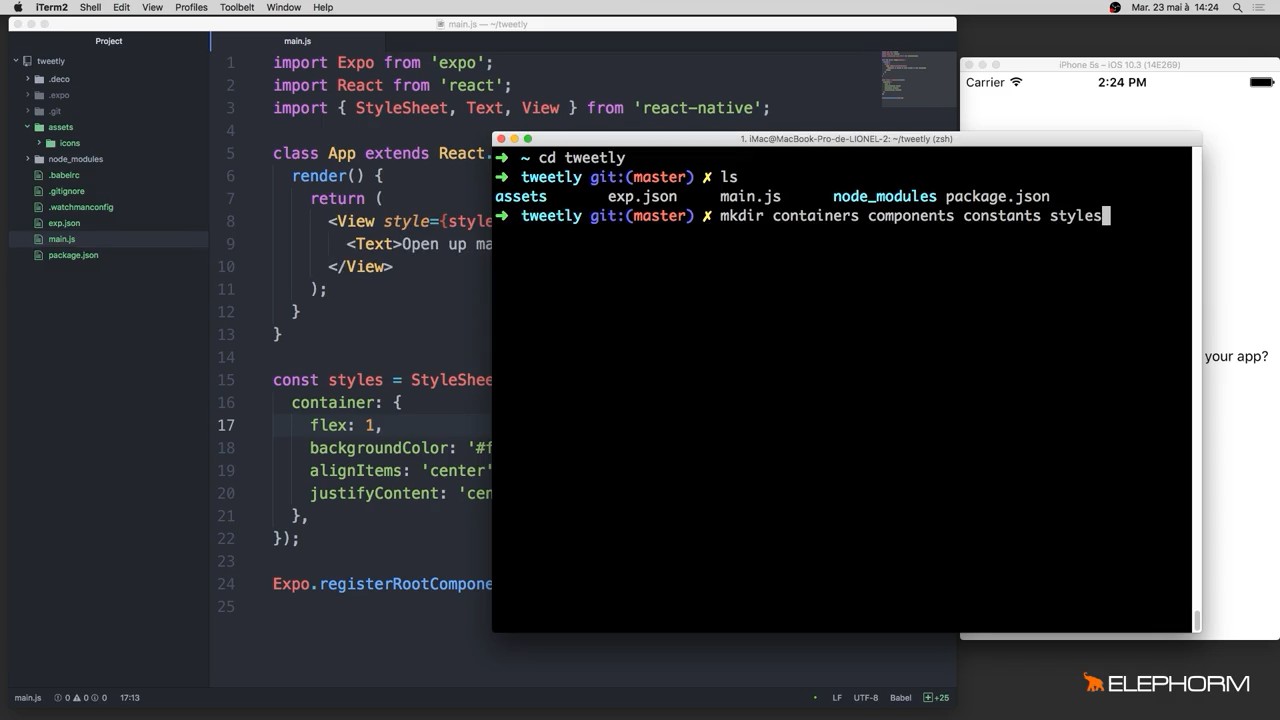 iTerm2 Shell Edit View Profiles Toolbelt Window Help Mar. 23 mai à 14:24
main.js — ~/tweetly
Project
main.js
tweetly
.deco
.expo
.git
assets
icons
node_modules
.babelrc
.gitignore
.watchmanconfig
exp.json
main.js
package.json
1 import Expo from 'expo';
2 import React from 'react';
3 import { StyleSheet, Text, View } from 'react-native';
4
5 class App extends React.
6 render() {
7 return (
8 <View style={style
9 <Text>Open up ma
10 </View>
11 );
12 }
13 }
14
15 const styles = StyleShee
16 container: {
17 flex: 1,
18 backgroundColor: '#f
19 alignItems: 'center'
20 justifyContent: 'cen
21 },
22 });
23
24 Expo.registerRootCompone
25
1. iMac@MacBook-Pro-de-LIONEL-2: ~/tweetly (zsh)
➜ ~ cd tweetly
➜ tweetly git:(master) ✗ ls
assets exp.json main.js node_modules package.json
➜ tweetly git:(master) ✗ mkdir containers components constants styles
iPhone 5s – iOS 10.3 (14E269)
Carrier 2:24 PM
your app?
main.js 0 0 0 17:13 LF UTF-8 Babel +25
ELEPHORM